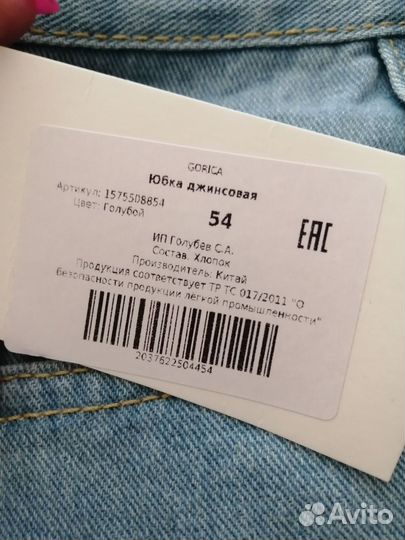 GORICA
Юбка джинсовая
Артикул: 1575508854
Цвет: Голубой
54
EAC
ИП Голубев С.А.
Состав. Хлопок
Производитель: Китай
Продукция соответствует ТР ТС 017/2011 "О
безопасности продукции легкой промышленности"
2037622504454
Avito